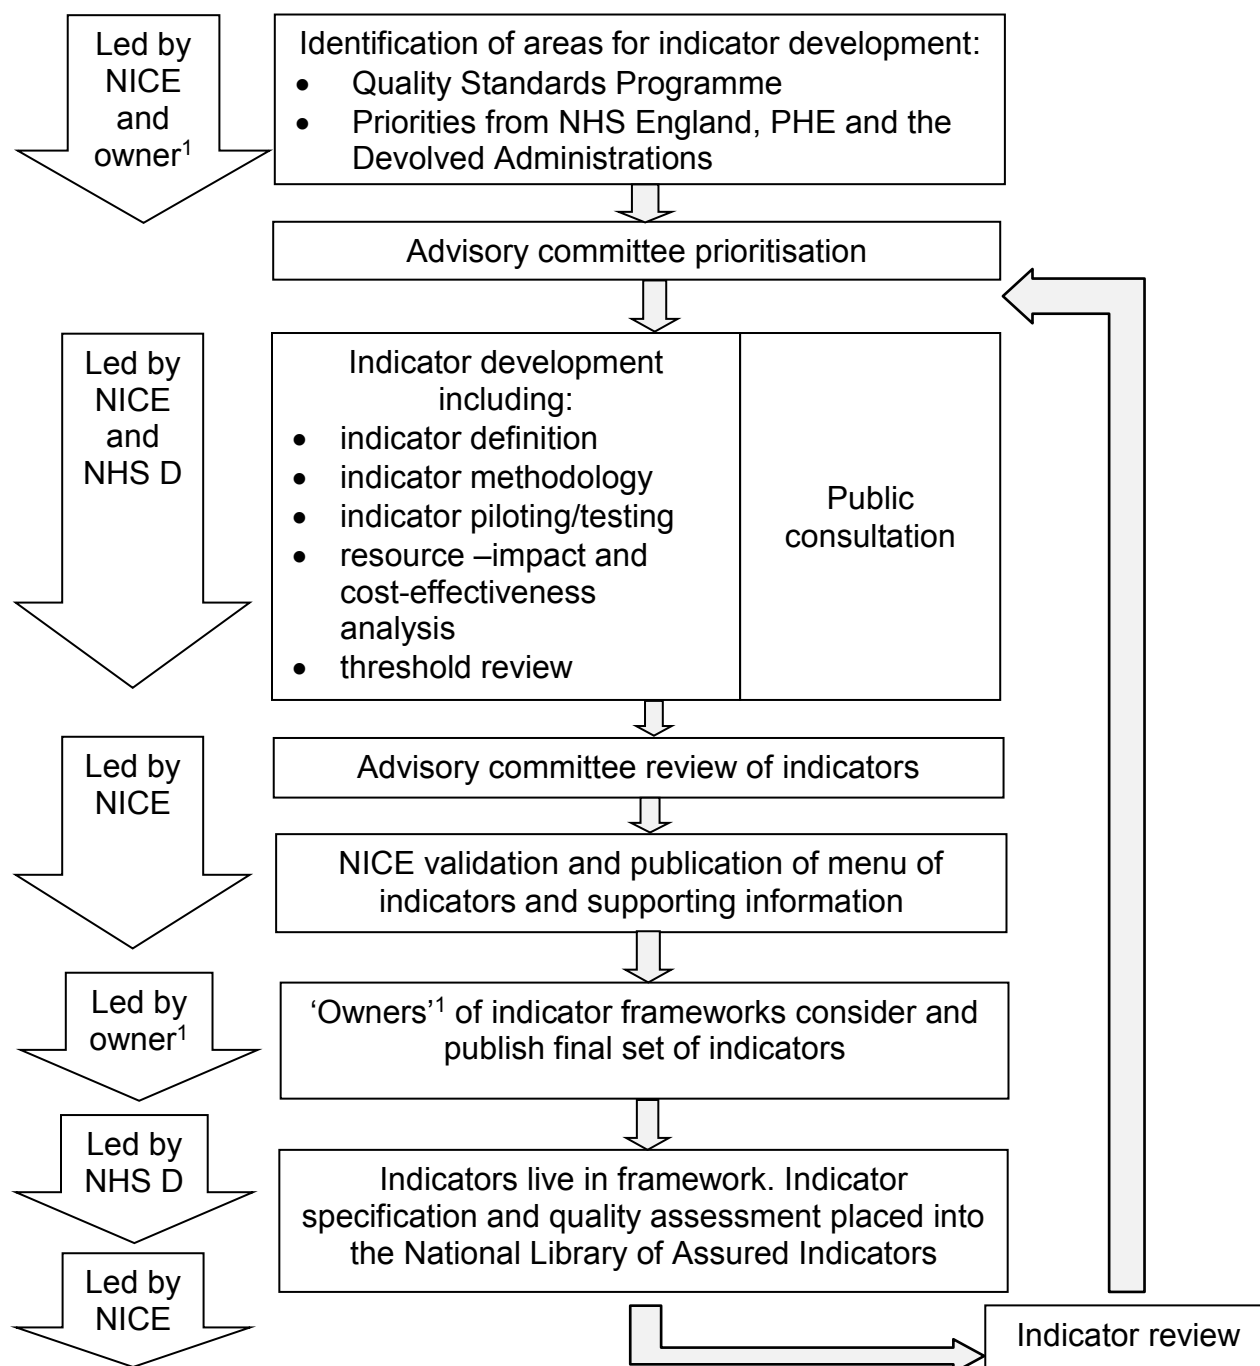 Led by
NICE
and
owner1
Identification of areas for indicator development:
• Quality Standards Programme
• Priorities from NHS England, PHE and the
Devolved Administrations
Advisory committee prioritisation
Led by
NICE
and
NHS D
Indicator development
including:
• indicator definition
• indicator methodology
• indicator piloting/testing
• resource –impact and
cost-effectiveness
analysis
• threshold review
Public
consultation
Led by
NICE
Advisory committee review of indicators
NICE validation and publication of menu of
indicators and supporting information
Led by
owner1
‘Owners’1 of indicator frameworks consider and
publish final set of indicators
Led by
NHS D
Indicators live in framework. Indicator
specification and quality assessment placed into
the National Library of Assured Indicators
Led by
NICE
Indicator review